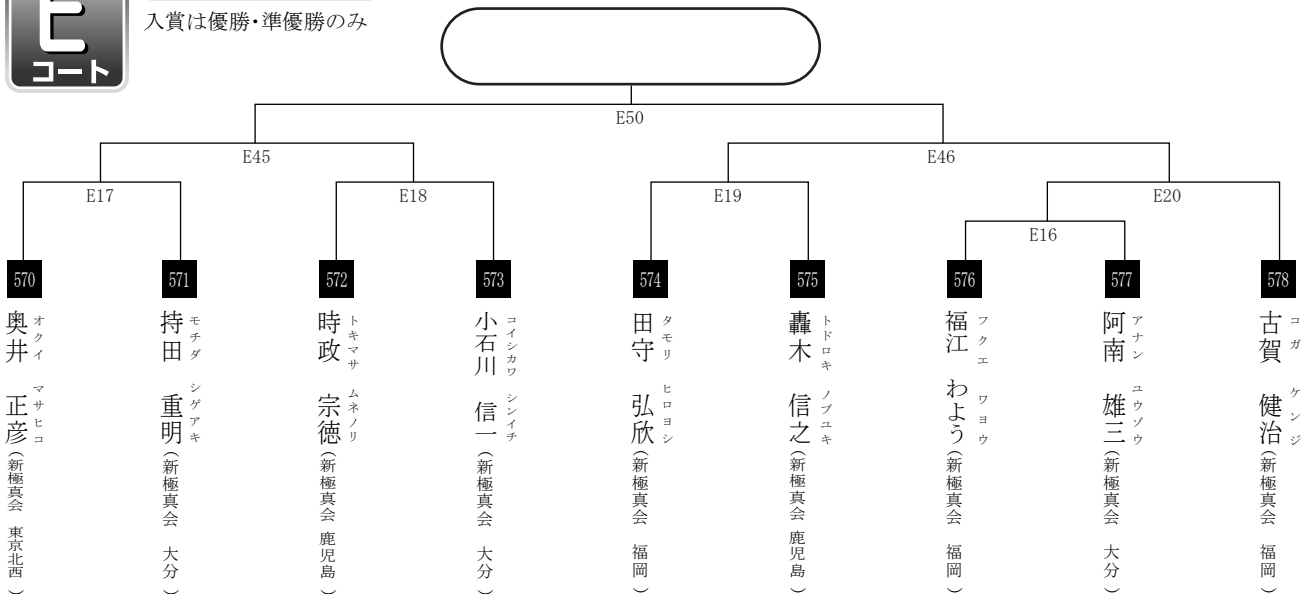 E
コート
入賞は優勝・準優勝のみ
E50
E45
E46
E17
E18
E19
E20
E16
570
571
572
573
574
575
576
577
578
奥井 正彦（新極真会 東京北西）
オクイ マサヒコ
持田 重明（新極真会 大分）
モチダ シゲアキ
時政 宗徳（新極真会 鹿児島）
トキマサ ムネノリ
小石川 信一（新極真会 大分）
コイシカワ シンイチ
田守 弘欣（新極真会 福岡）
タモリ ヒロヨシ
轟木 信之（新極真会 鹿児島）
トドロキ ノブユキ
福江 わよう（新極真会 福岡）
フクエ ワヨウ
阿南 雄三（新極真会 大分）
アナン ユウゾウ
古賀 健治（新極真会 福岡）
コガ ケンジ